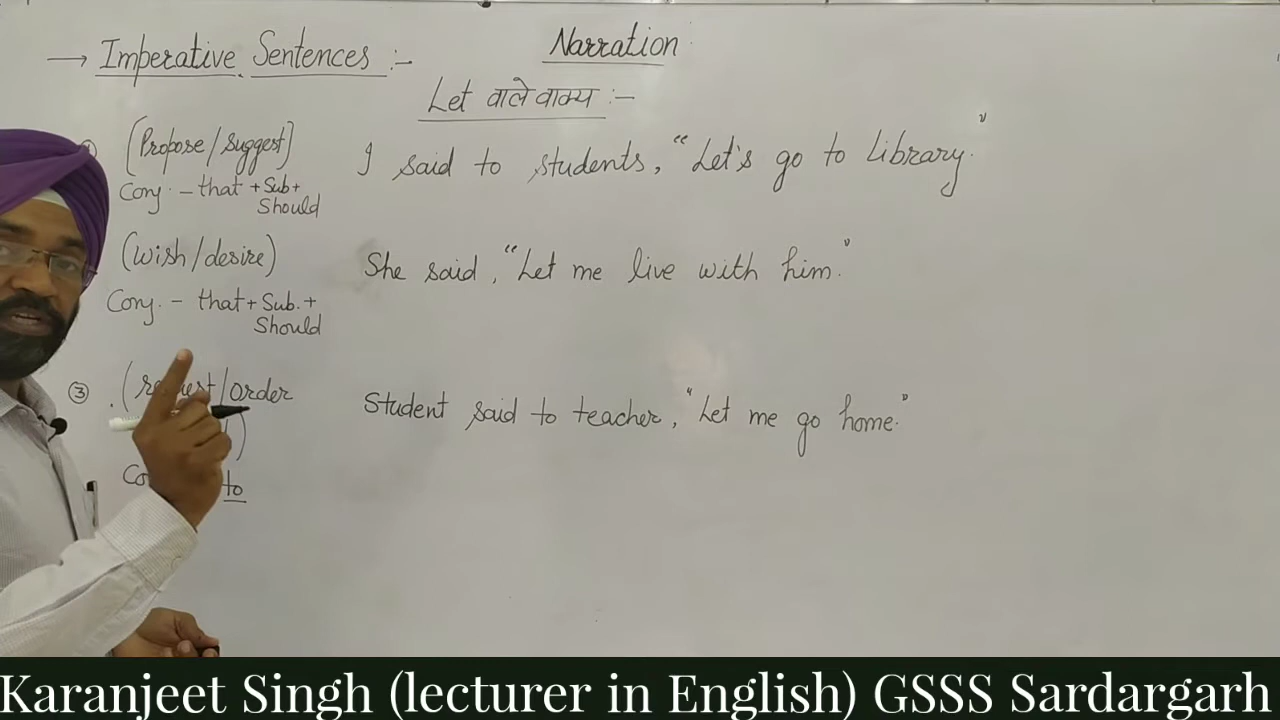 Narration
→ Imperative Sentences :-
Let वाले वाक्य :-
(Propose/Suggest]
Conj. - that + Sub +
Should
I said to students, "Let's go to Library."
(wish/desire)
Conj. - that + Sub. +
Should
She said, "Let me live with him."
③ (request/order
)
to
Student said to teacher, "Let me go home."
Karanjeet Singh (lecturer in English) GSSS Sardargarh